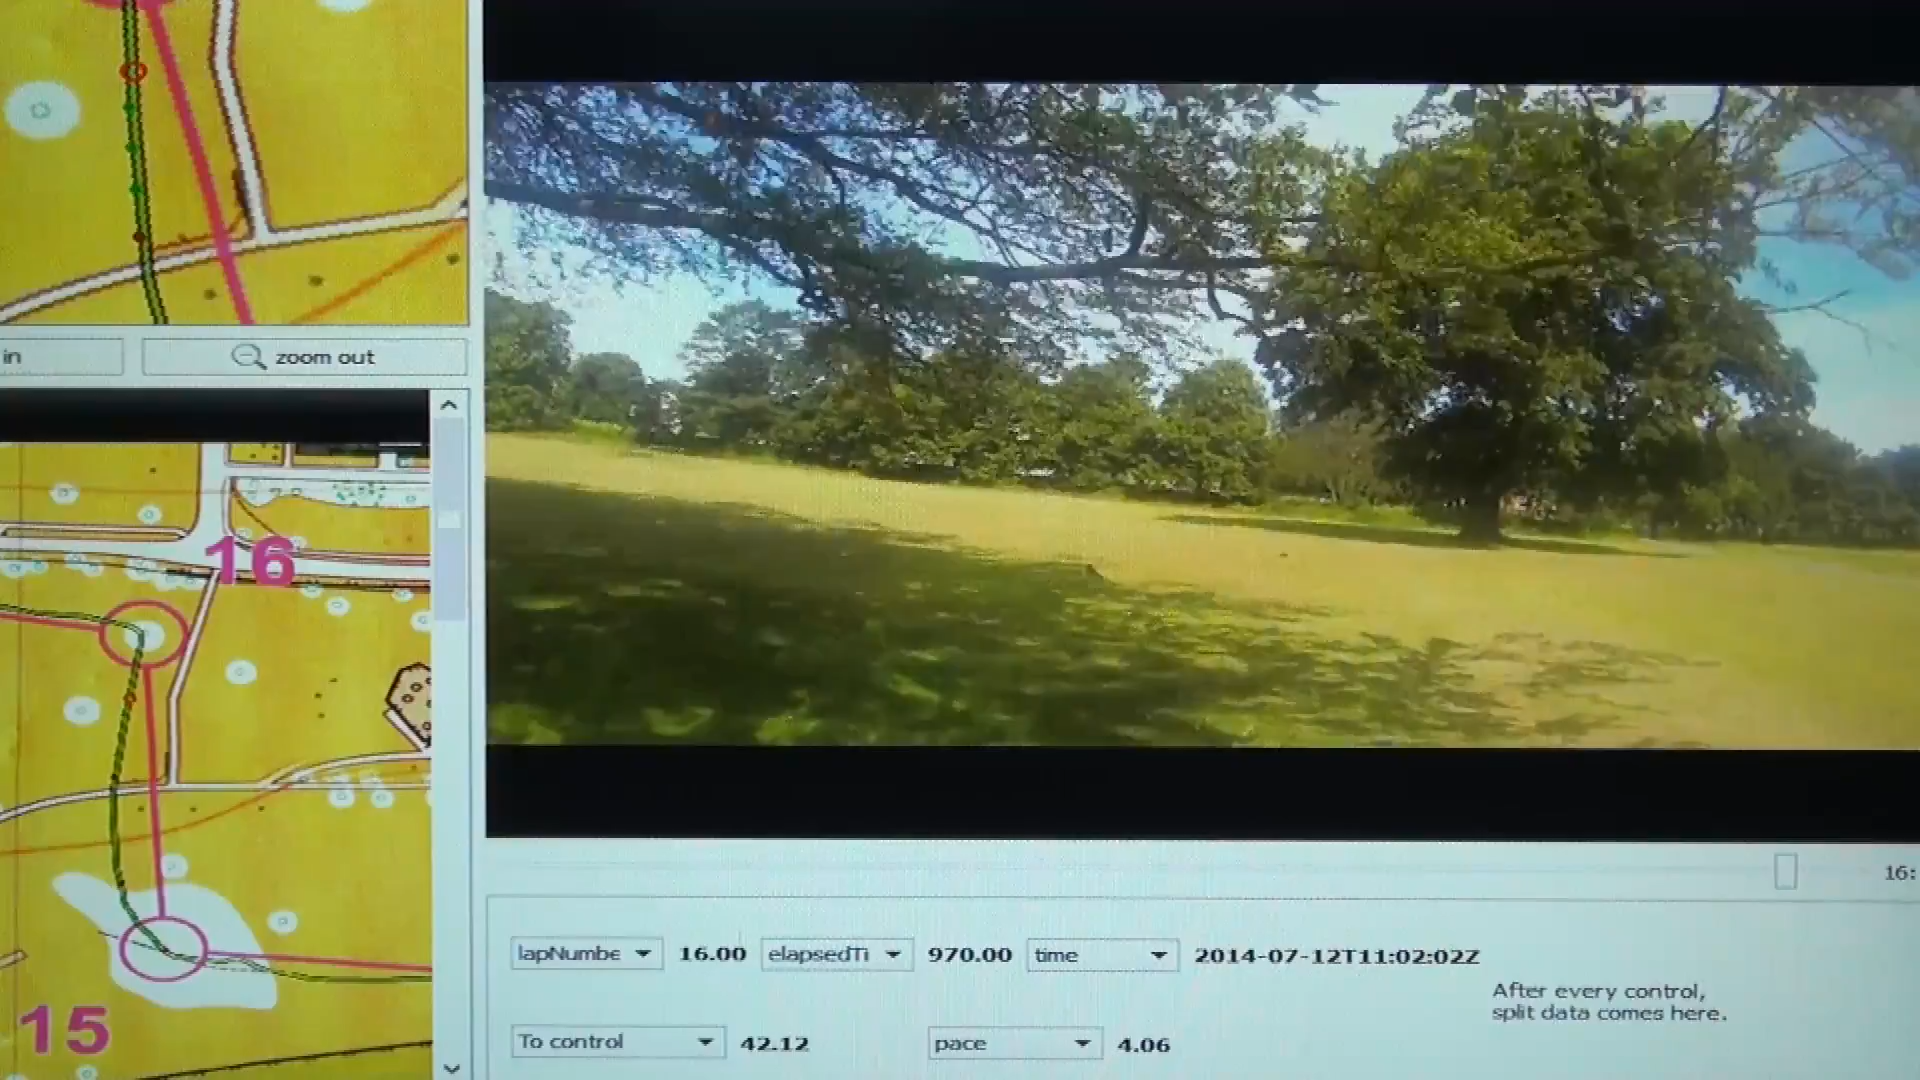 in
zoom out
16
15
16:
lapNumbe 16.00 elapsedTi 970.00 time 2014-07-12T11:02:02Z
After every control,
split data comes here.
To control 42.12 pace 4.06